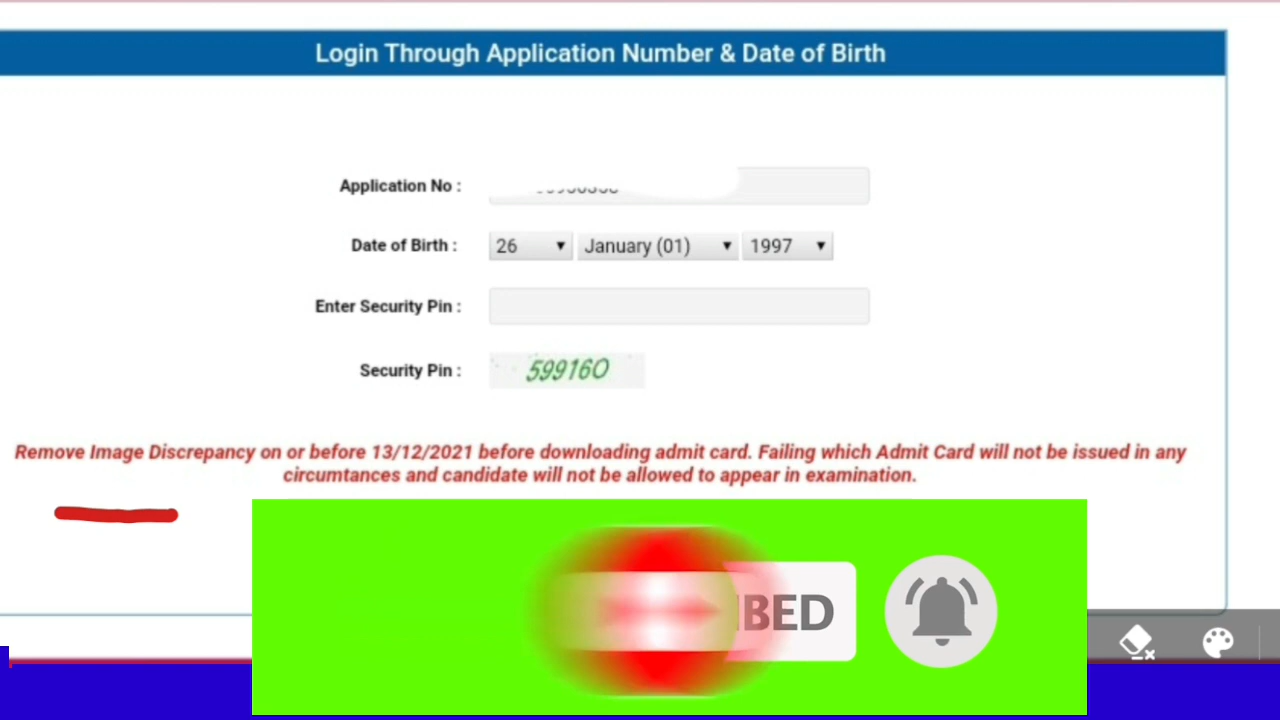 Login Through Application Number & Date of Birth
Application No :
Date of Birth : 26 January (01) 1997
Enter Security Pin :
Security Pin : 599160
Remove Image Discrepancy on or before 13/12/2021 before downloading admit card. Failing which Admit Card will not be issued in any
circumtances and candidate will not be allowed to appear in examination.